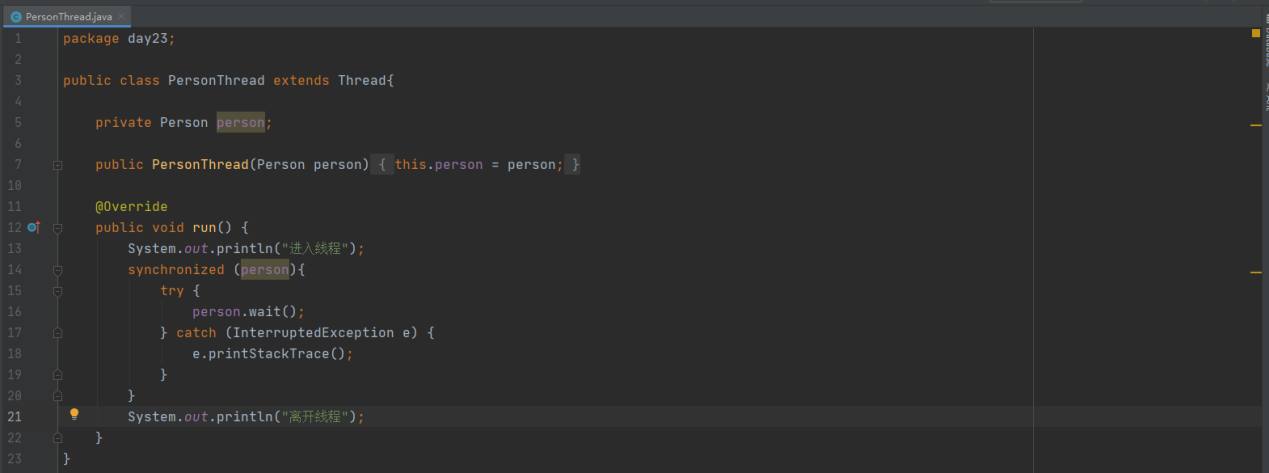 PersonThread.java
1 package day23;
2
3 public class PersonThread extends Thread{
4
5 private Person person;
6
7 public PersonThread(Person person) { this.person = person; }
10
11 @Override
12 public void run() {
13 System.out.println("进入线程");
14 synchronized (person){
15 try {
16 person.wait();
17 } catch (InterruptedException e) {
18 e.printStackTrace();
19 }
20 }
21 System.out.println("离开线程");
22 }
23 }